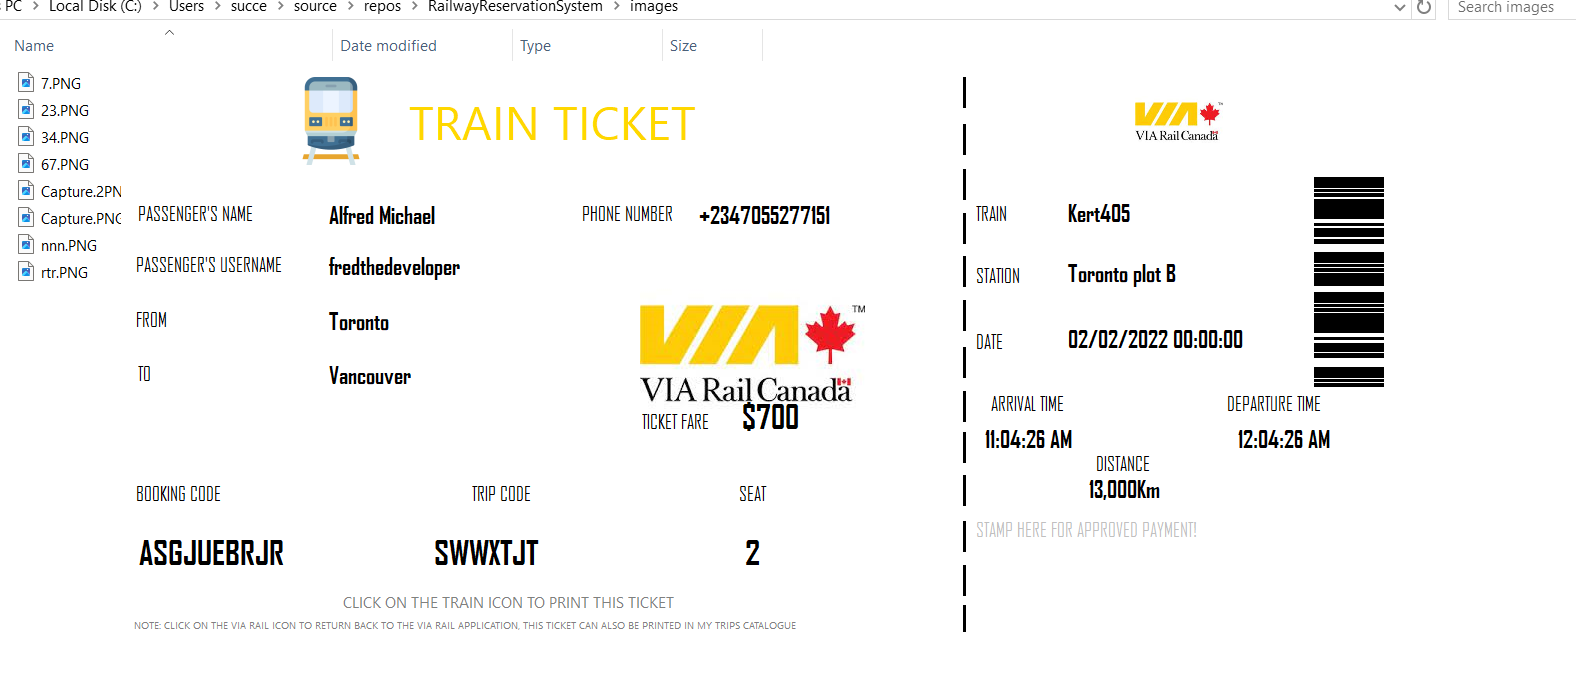 PC > Local Disk (C:) > Users > succe > source > repos > RailwayReservationSystem > images
Search images
Name Date modified Type Size
7.PNG
23.PNG
34.PNG
67.PNG
Capture.2PN
Capture.PNG
nnn.PNG
rtr.PNG
TRAIN TICKET
PASSENGER'S NAME Alfred Michael PHONE NUMBER +2347055277151
PASSENGER'S USERNAME fredthedeveloper
FROM Toronto
TO Vancouver
VIA TM
VIA Rail Canada
TICKET FARE $700
BOOKING CODE TRIP CODE SEAT
ASGJUEBRJR SWWXTJT 2
CLICK ON THE TRAIN ICON TO PRINT THIS TICKET
NOTE: CLICK ON THE VIA RAIL ICON TO RETURN BACK TO THE VIA RAIL APPLICATION, THIS TICKET CAN ALSO BE PRINTED IN MY TRIPS CATALOGUE
VIA
VIA Rail Canada
TRAIN Kert405
STATION Toronto plot B
DATE 02/02/2022 00:00:00
ARRIVAL TIME DEPARTURE TIME
11:04:26 AM 12:04:26 AM
DISTANCE
13,000Km
STAMP HERE FOR APPROVED PAYMENT!